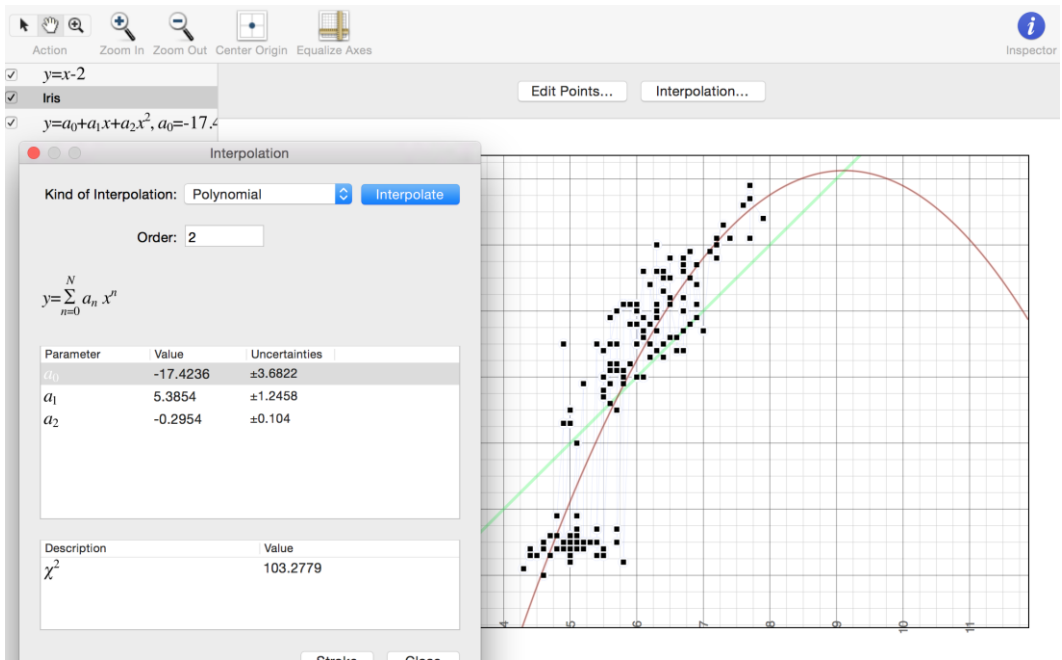 Action Zoom In Zoom Out Center Origin Equalize Axes Inspector
y=x-2
Iris
y=a₀+a₁x+a₂x², a₀=-17.4
Edit Points... Interpolation...
Interpolation
Kind of Interpolation: Polynomial Interpolate
Order: 2
N
y=Σ aₙ xⁿ
n=0
Parameter Value Uncertainties
a₀ -17.4236 ±3.6822
a₁ 5.3854 ±1.2458
a₂ -0.2954 ±0.104
Description Value
χ² 103.2779
Stroke Close
4 5 6 7 8 9 10 11